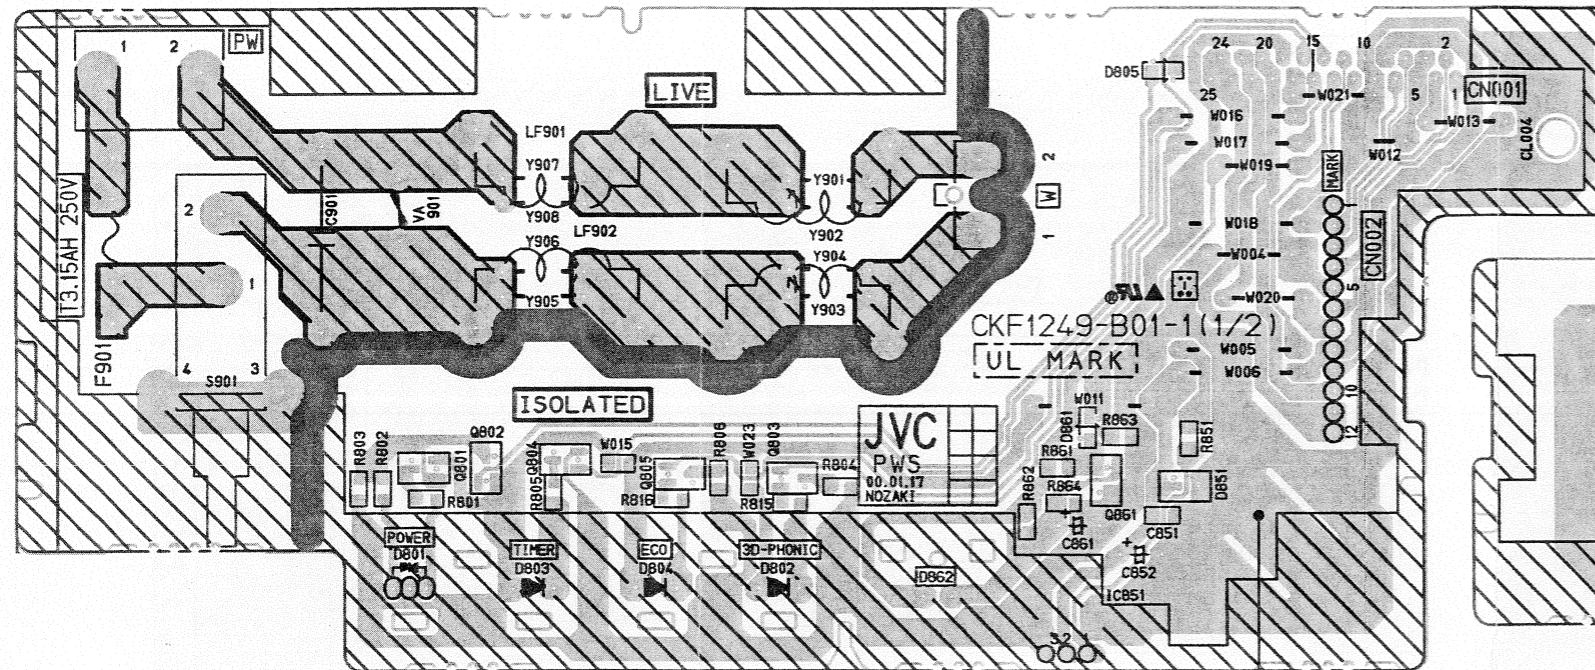 1 2 PW
24 20 15 10 2
D805
LIVE
25 W021 5 1 CN001
W016 W013
LF901
W017 W012 CL004
Y907 Y901 2 W019 MARK
T3.15AH 250V
2 C901 VA 901 W 1
Y908 Y902 W018 CN002
LF902
Y906 Y904 1 W004
1 5
Y905 Y903 W020
CKF1249-B01-1(1/2)
F901 UL MARK W005
4 S901 3 W006
10
ISOLATED
W011
R803 R802 Q802 Q804 W015 R806 W023 Q803 JVC D861 R863 R851 12
Q801 Q805 R804 PWS R861
R801 R805 R816 R815 00.01.17 R862 R864 D851
NOZAKI Q861
POWER TIMER ECO 3D-PHONIC C861 C851
D801 D803 D804 D802 D862 C852
IC851
3 2 1